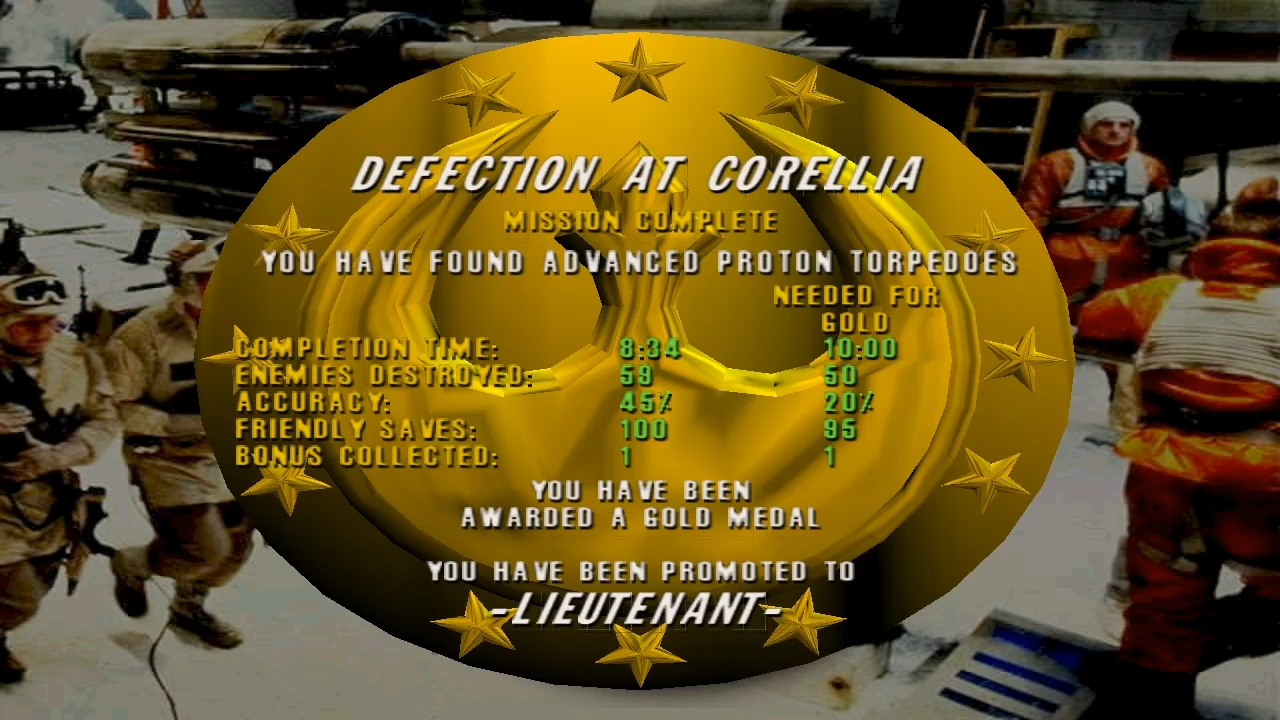 DEFECTION AT CORELLIA
MISSION COMPLETE
YOU HAVE FOUND ADVANCED PROTON TORPEDOES
NEEDED FOR
GOLD
COMPLETION TIME: 8:34 10:00
ENEMIES DESTROYED: 59 50
ACCURACY: 45% 20%
FRIENDLY SAVES: 100 95
BONUS COLLECTED: 1 1
YOU HAVE BEEN
AWARDED A GOLD MEDAL
YOU HAVE BEEN PROMOTED TO
-LIEUTENANT-